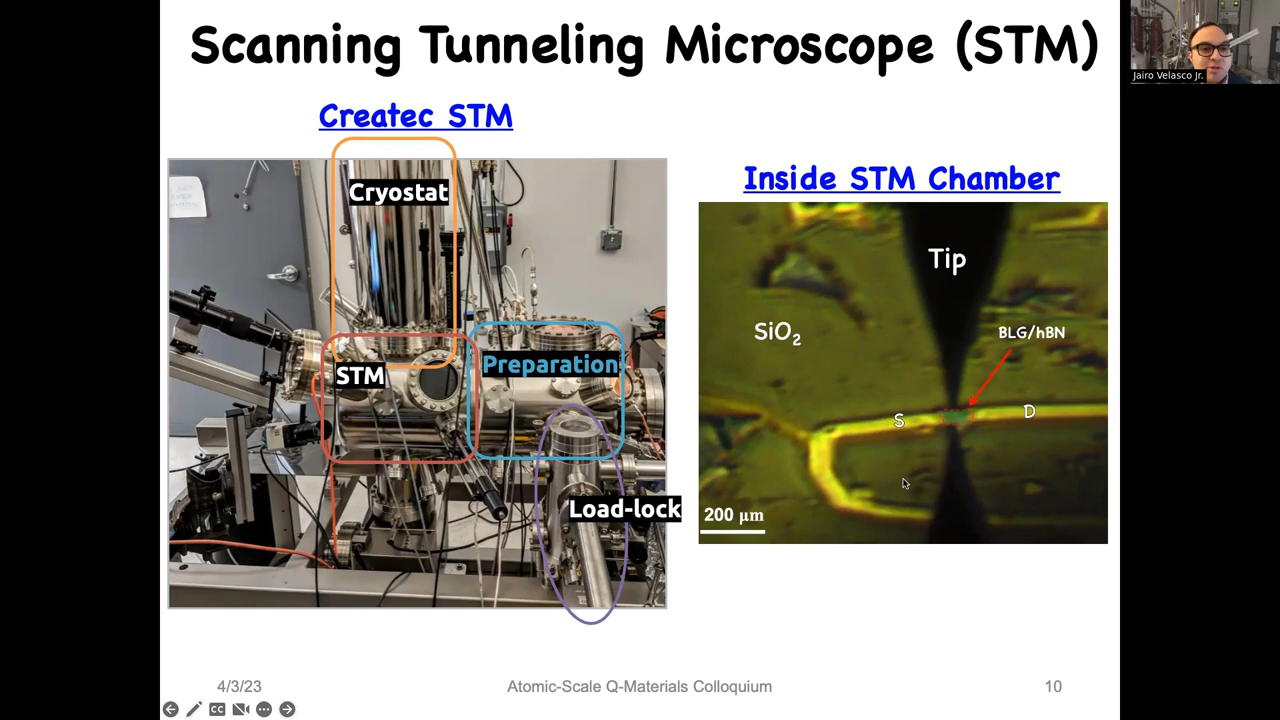 Scanning Tunneling Microscope (STM)
Createc STM
Inside STM Chamber
Cryostat
STM
Preparation
Load-lock
Tip
SiO₂
BLG/hBN
S
D
200 μm
4/3/23
Atomic-Scale Q-Materials Colloquium
10
CC
Jairo Velasco Jr.